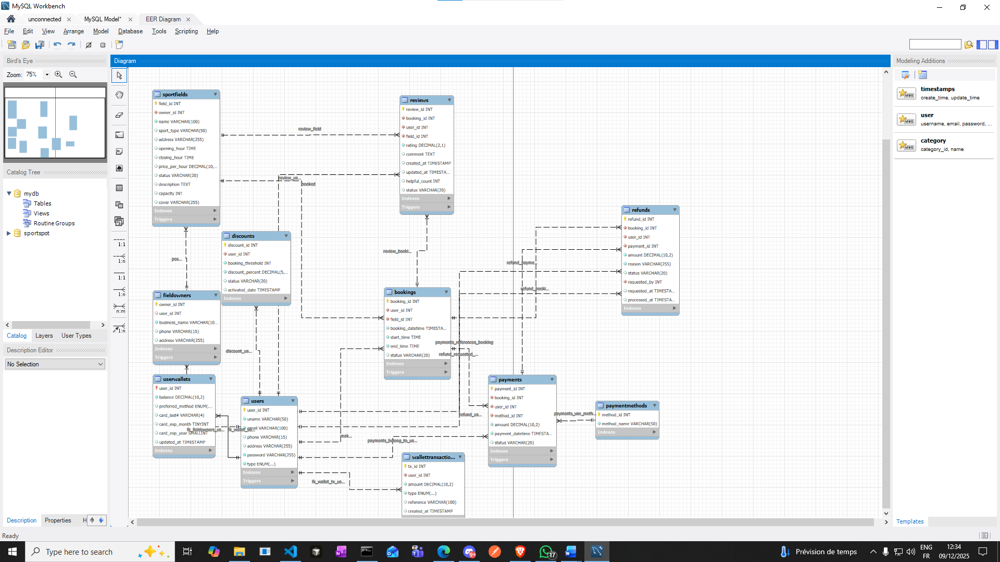 MySQL Workbench
unconnected
MySQL Model*
EER Diagram
File Edit View Arrange Model Database Tools Scripting Help
Bird's Eye
Zoom: 75%
Catalog Tree
mydb
Tables
Views
Routine Groups
sportspot
Catalog Layers User Types
Description Editor
No Selection
Description Properties H
Ready
Diagram
1:1
1:n
1:1
1:n
n:m
1:n
sportfields
field_id INT
owner_id INT
name VARCHAR(100)
sport_type VARCHAR(50)
address VARCHAR(255)
opening_hour TIME
closing_hour TIME
price_per_hour DECIMAL(10,...
status VARCHAR(20)
description TEXT
capacity INT
cover VARCHAR(255)
Indexes
Triggers
review_field
review_us...
booked
reviews
review_id INT
booking_id INT
user_id INT
field_id INT
rating DECIMAL(2,1)
comment TEXT
created_at TIMESTAMP
updated_at TIMESTA...
helpful_count INT
status VARCHAR(20)
Indexes
Triggers
discounts
discount_id INT
user_id INT
booking_threshold INT
discount_percent DECIMAL(5,...
status VARCHAR(20)
activated_date TIMESTAMP
Indexes
pos...
review_booki...
refunds
refund_id INT
booking_id INT
user_id INT
payment_id INT
amount DECIMAL(10,2)
reason VARCHAR(255)
status VARCHAR(20)
requested_by INT
requested_at TIMESTA...
processed_at TIMESTA...
Indexes
refund_payme...
refund_booki...
fieldowners
owner_id INT
user_id INT
business_name VARCHAR(10...
phone VARCHAR(15)
address VARCHAR(255)
Indexes
Triggers
discount_us...
bookings
booking_id INT
user_id INT
field_id INT
booking_datetime TIMESTA...
start_time TIME
end_time TIME
status VARCHAR(20)
Indexes
Triggers
payments_references_booking
refund_requested_...
userwallets
user_id INT
balance DECIMAL(10,2)
preferred_method ENUM(...
card_last4 VARCHAR(4)
card_exp_month TINYINT
card_exp_year SMALLINT
updated_at TIMESTAMP
Indexes
fk_fieldowners_us...
fk_wallet_us...
users
user_id INT
uname VARCHAR(50)
email VARCHAR(100)
phone VARCHAR(15)
address VARCHAR(255)
password VARCHAR(255)
type ENUM(...)
Indexes
Triggers
mak...
payments_belong_to_us...
refund_us...
fk_wallet_tx_us...
payments
payment_id INT
booking_id INT
user_id INT
method_id INT
amount DECIMAL(10,2)
payment_datetime TIMESTA...
status VARCHAR(20)
Indexes
Triggers
payments_use_meth...
paymentmethods
method_id INT
method_name VARCHAR(50)
Indexes
wallettransactio...
tx_id INT
user_id INT
amount DECIMAL(10,2)
type ENUM(...)
reference VARCHAR(100)
created_at TIMESTAMP
Modeling Additions
timestamps
create_time, update_time
user
username, email, password, ...
category
category_id, name
Templates
Type here to search
9+
17
Prévision de temps
ENG
FR
12:34
09/12/2025